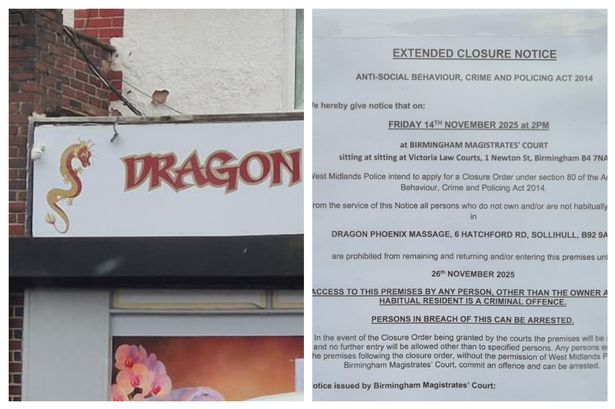 DRAGON
EXTENDED CLOSURE NOTICE
ANTI-SOCIAL BEHAVIOUR, CRIME AND POLICING ACT 2014
hereby give notice that on:
FRIDAY 14TH NOVEMBER 2025 at 2PM
at BIRMINGHAM MAGISTRATES' COURT
sitting at sitting at Victoria Law Courts, 1 Newton St, Birmingham B4 7NA
West Midlands Police intend to apply for a Closure Order under section 80 of the
Behaviour, Crime and Policing Act 2014.
rom the service of this Notice all persons who do not own and/or are not habitually
in
DRAGON PHOENIX MASSAGE, 6 HATCHFORD RD, SOLLIHULL, B92 9A
are prohibited from remaining and returning and/or entering this premises
26th NOVEMBER 2025
ACCESS TO THIS PREMISES BY ANY PERSON, OTHER THAN THE OWNER
HABITUAL RESIDENT IS A CRIMINAL OFFENCE.
PERSONS IN BREACH OF THIS CAN BE ARRESTED.
In the event of the Closure Order being granted by the courts the premises will be
and no further entry will be allowed other than to specified persons. Any persons
the premises following the closure order, without the permission of West Midlands P
Birmingham Magistrates' Court, commit an offence and can be arrested.
otice issued by Birmingham Magistrates' Court: